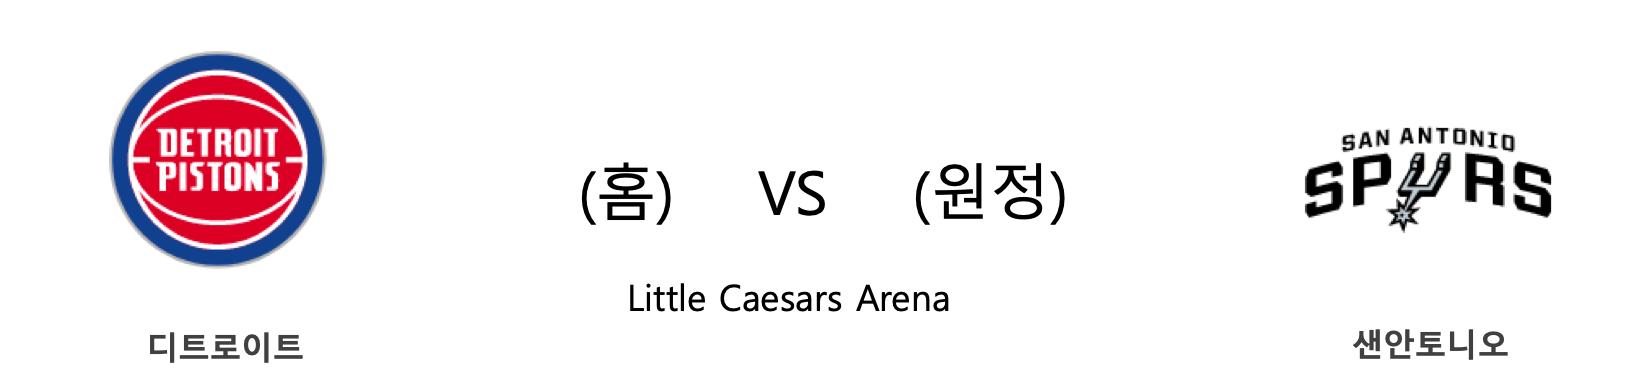 DETROIT
PISTONS
(홈) VS (원정)
SAN ANTONIO
SPURS
Little Caesars Arena
디트로이트
샌안토니오